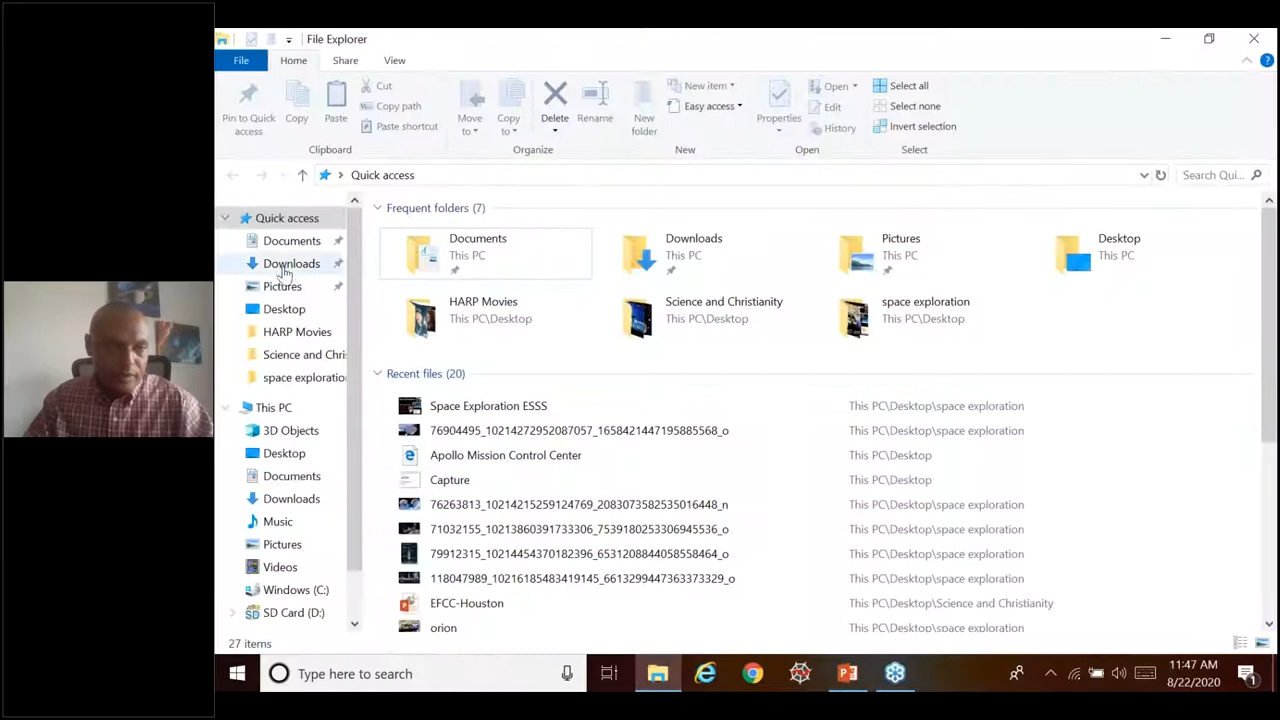 File Explorer
File
Home
Share
View
Pin to Quick access
Copy
Paste
Cut
Copy path
Paste shortcut
Clipboard
Move to
Copy to
Delete
Rename
Organize
New folder
New item
Easy access
New
Properties
Open
Edit
History
Open
Select all
Select none
Invert selection
Select
Quick access
Search Qui...
Quick access
Documents
Downloads
Pictures
Desktop
HARP Movies
Science and Chris
space exploratio
This PC
3D Objects
Desktop
Documents
Downloads
Music
Pictures
Videos
Windows (C:)
SD Card (D:)
Frequent folders (7)
Documents
This PC
Downloads
This PC
Pictures
This PC
Desktop
This PC
HARP Movies
This PC\Desktop
Science and Christianity
This PC\Desktop
space exploration
This PC\Desktop
Recent files (20)
Space Exploration ESSS This PC\Desktop\space exploration
76904495_10214272952087057_1658421447195885568_o This PC\Desktop\space exploration
Apollo Mission Control Center This PC\Desktop
Capture This PC\Desktop
76263813_10214215259124769_2083073582535016448_n This PC\Desktop\space exploration
71032155_10213860391733306_7539180253306945536_o This PC\Desktop\space exploration
79912315_10214454370182396_6531208844058558464_o This PC\Desktop\space exploration
118047989_10216185483419145_6613299447367373329_o This PC\Desktop\space exploration
EFCC-Houston This PC\Desktop\Science and Christianity
orion This PC\Desktop\space exploration
27 items
Type here to search
11:47 AM
8/22/2020
1